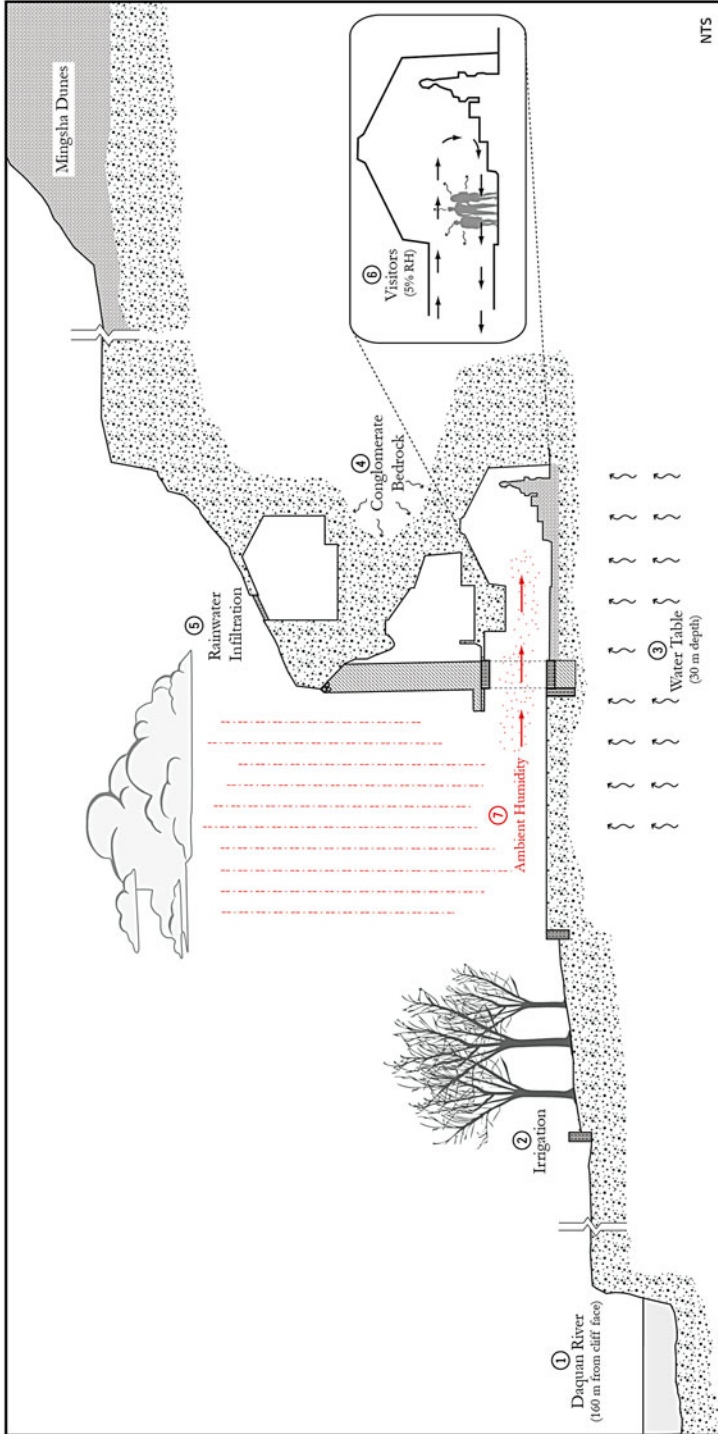 Mingsha Dunes
⑤
Rainwater
Infiltration
④
Conglomerate
Bedrock
⑥
Visitors
(5% RH)
⑦
Ambient Humidity
②
Irrigation
①
Daquan River
(160 m from cliff face)
③
Water Table
(30 m depth)
NTS